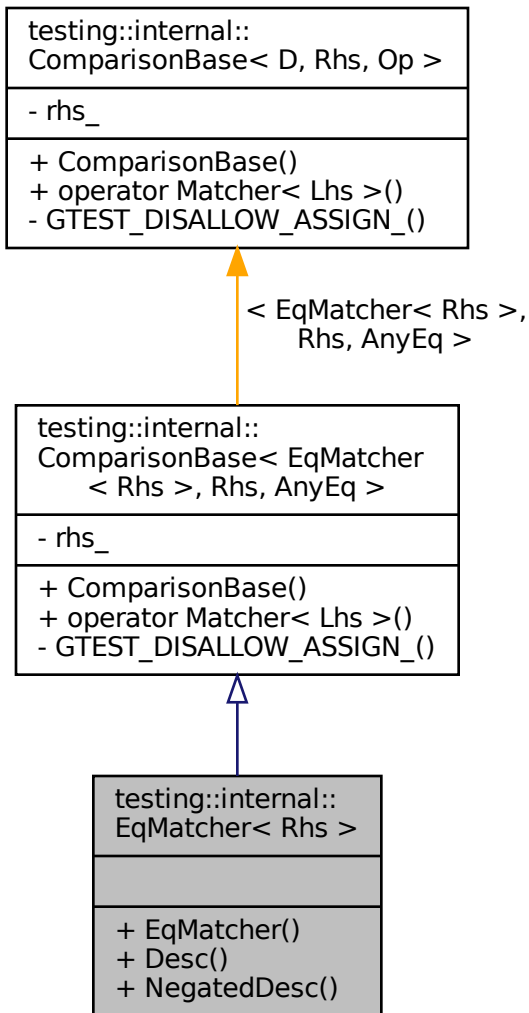 testing::internal::
ComparisonBase< D, Rhs, Op >
- rhs_
+ ComparisonBase()
+ operator Matcher< Lhs >()
- GTEST_DISALLOW_ASSIGN_()
< EqMatcher< Rhs >,
Rhs, AnyEq >
testing::internal::
ComparisonBase< EqMatcher
< Rhs >, Rhs, AnyEq >
- rhs_
+ ComparisonBase()
+ operator Matcher< Lhs >()
- GTEST_DISALLOW_ASSIGN_()
testing::internal::
EqMatcher< Rhs >
+ EqMatcher()
+ Desc()
+ NegatedDesc()